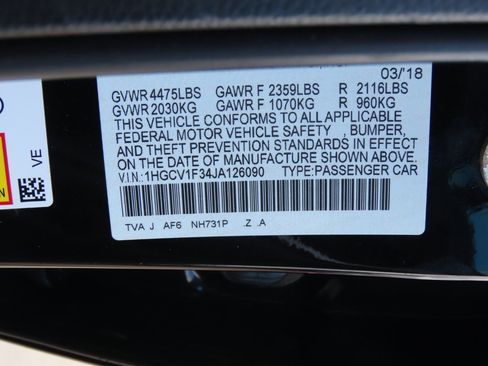 03/'18
GVWR 4475LBS GAWR F 2359LBS R 2116LBS
GVWR 2030KG GAWR F 1070KG R 960KG
THIS VEHICLE CONFORMS TO ALL APPLICABLE
FEDERAL MOTOR VEHICLE SAFETY , BUMPER,
AND THEFT PREVENTION STANDARDS IN EFFECT
ON THE DATE OF MANUFACTURE SHOWN ABOVE.
V.I.N: 1HGCV1F34JA126090 TYPE:PASSENGER CAR
TVA J AF6 NH731P .Z .A
VE